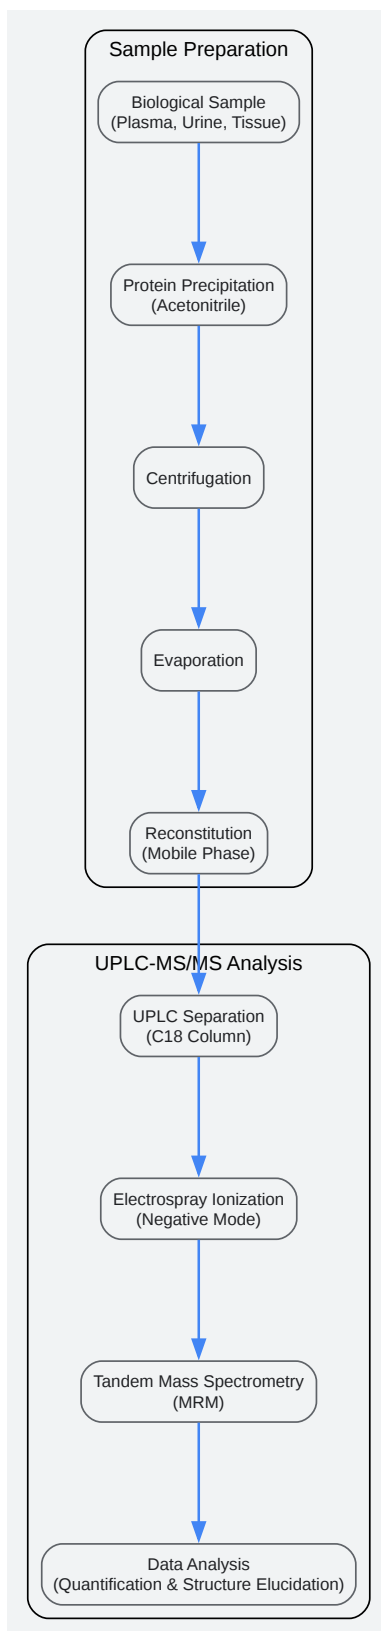 Sample Preparation
Biological Sample
(Plasma, Urine, Tissue)
Protein Precipitation
(Acetonitrile)
Centrifugation
Evaporation
Reconstitution
(Mobile Phase)
UPLC-MS/MS Analysis
UPLC Separation
(C18 Column)
Electrospray Ionization
(Negative Mode)
Tandem Mass Spectrometry
(MRM)
Data Analysis
(Quantification & Structure Elucidation)